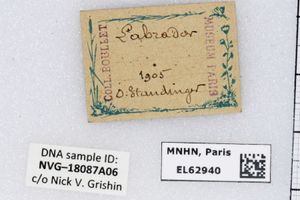 COLL. BOULLET
Labrador
1905
O. Staudinger
MUSEUM PARIS
DNA sample ID:
NVG–18087A06
c/o Nick V. Grishin
MNHN, Paris
EL62940